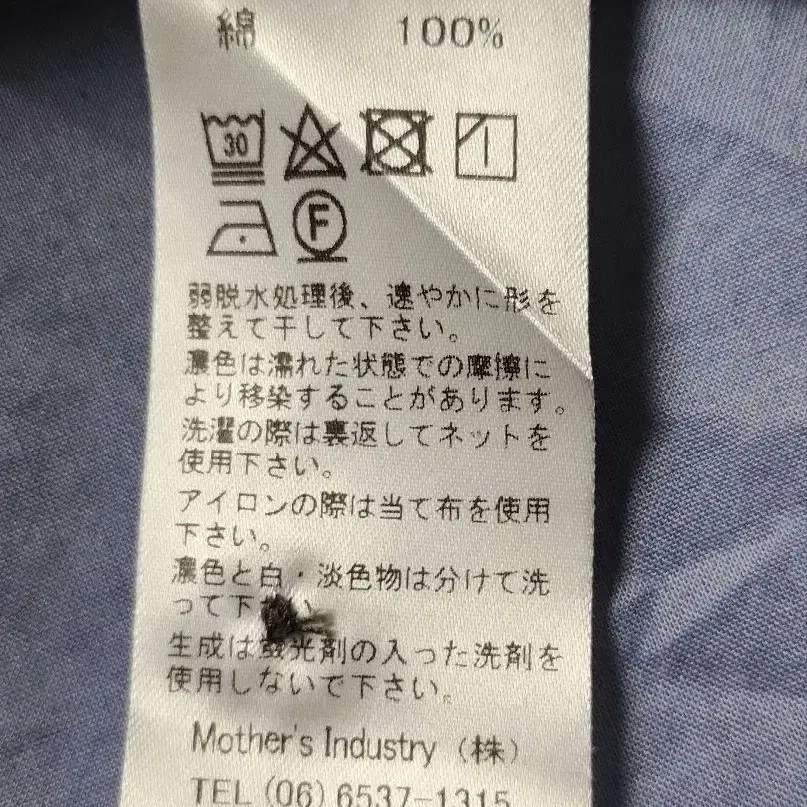 綿 100%
30
F
弱脱水処理後、速やかに形を
整えて干して下さい。
濃色は濡れた状態での摩擦に
より移染することがあります。
洗濯の際は裏返してネットを
使用下さい。
アイロンの際は当て布を使用
下さい。
濃色と白・淡色物は分けて洗
って下
生成は蛍光剤の入った洗剤を
使用しないで下さい。
Mother's Industry (株)
TEL (06) 6537-1315